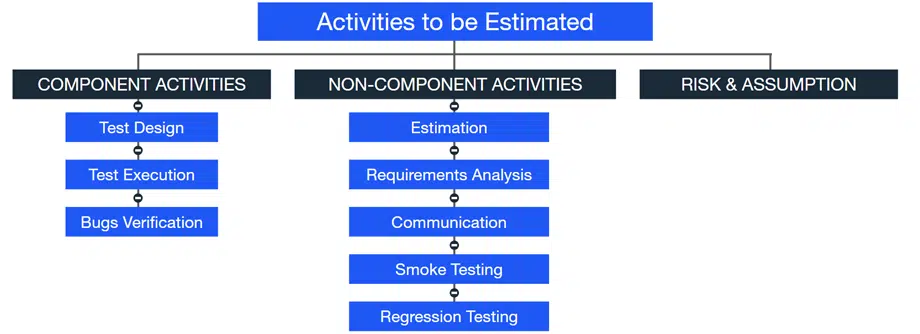 Activities to be Estimated
COMPONENT ACTIVITIES
NON-COMPONENT ACTIVITIES
RISK & ASSUMPTION
Test Design
Test Execution
Bugs Verification
Estimation
Requirements Analysis
Communication
Smoke Testing
Regression Testing